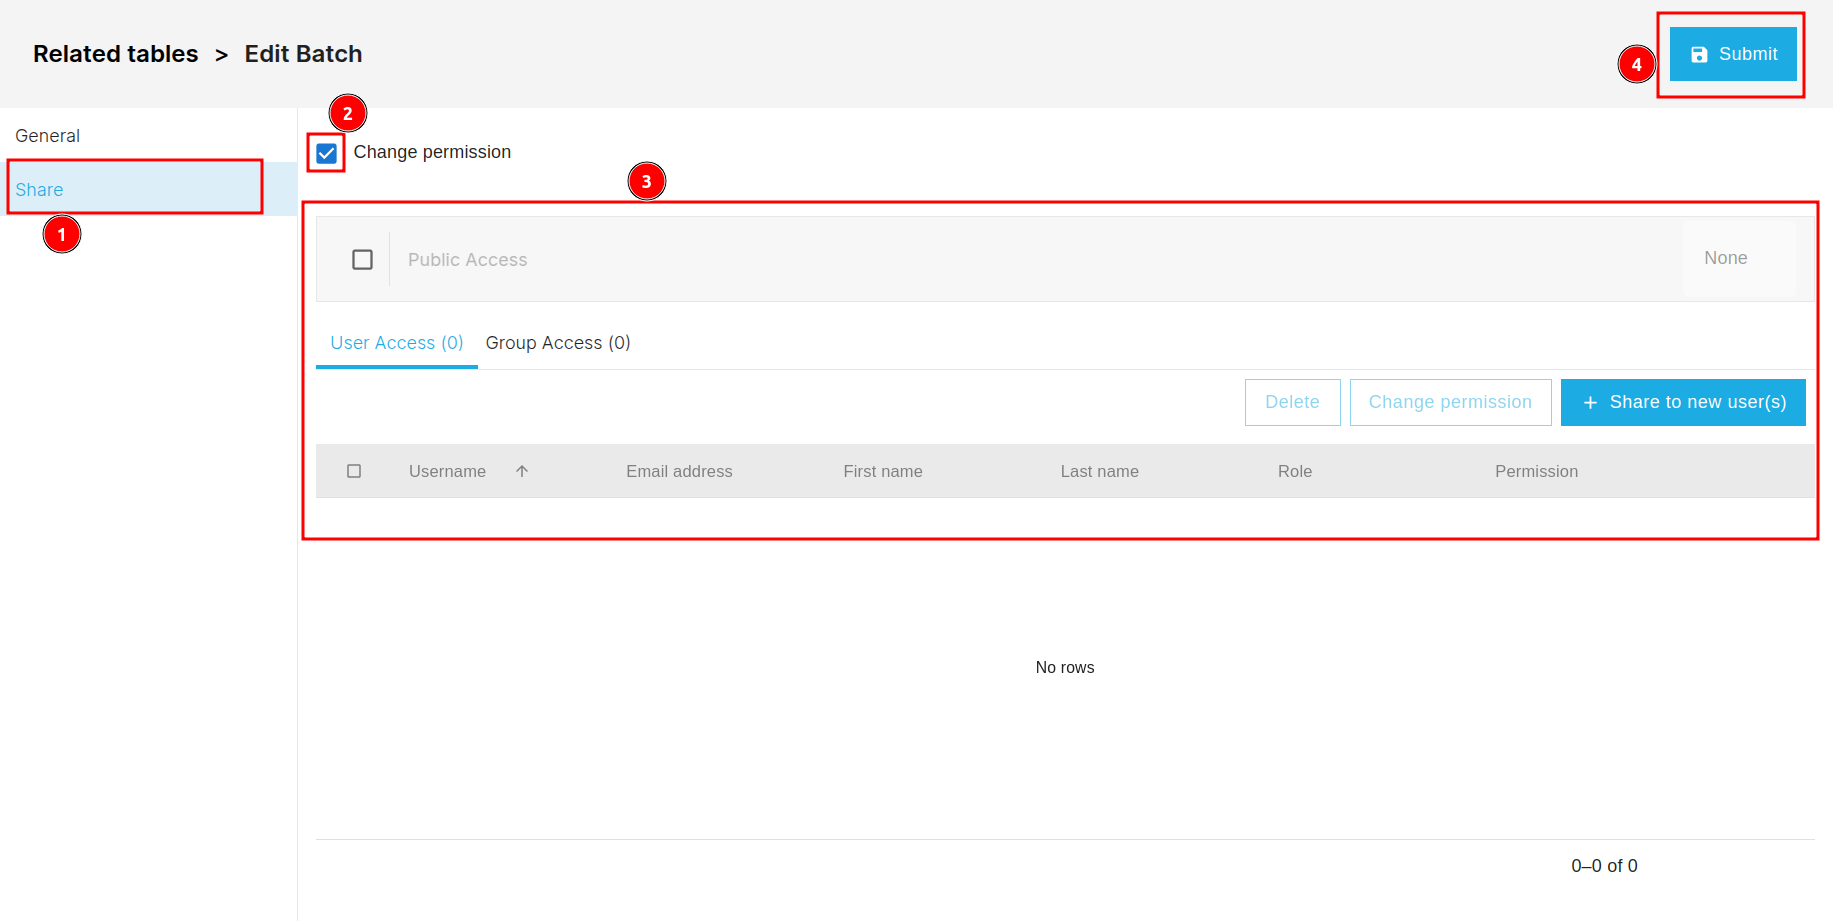 Related tables > Edit Batch
4
Submit
General
2
Change permission
Share
3
1
Public Access
None
User Access (0) Group Access (0)
Delete
Change permission
+ Share to new user(s)
Username ↑ Email address First name Last name Role Permission
No rows
0–0 of 0